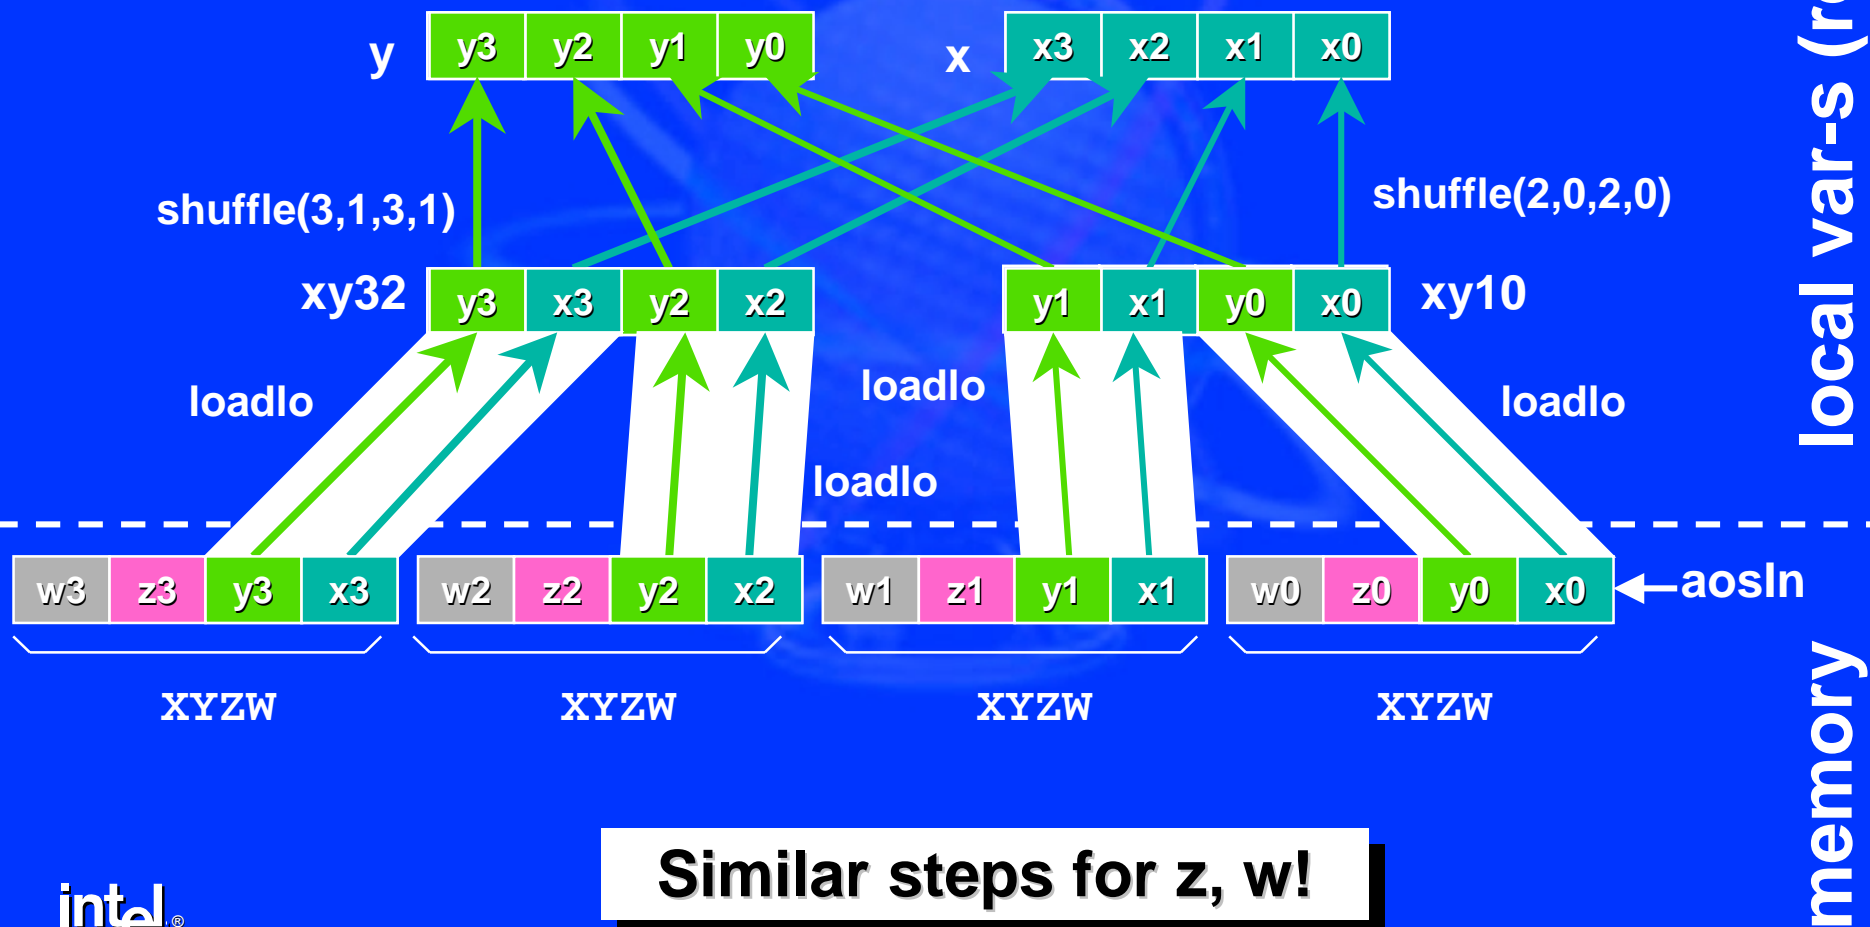 y y3 y2 y1 y0 x x3 x2 x1 x0
shuffle(3,1,3,1) shuffle(2,0,2,0)
xy32 y3 x3 y2 x2 y1 x1 y0 x0 xy10
loadlo loadlo loadlo
loadlo
w3 z3 y3 x3 w2 z2 y2 x2 w1 z1 y1 x1 w0 z0 y0 x0 aosIn
XYZW XYZW XYZW XYZW
Similar steps for z, w!
intel®
local var-s
memory